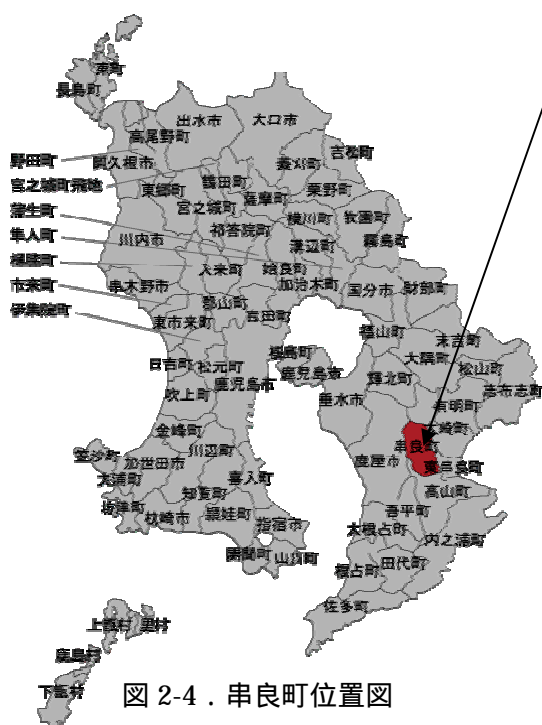 東町
長島町
出水市
大口市
高尾野町
吉松町
野田町
阿久根市
菱刈町
宮之城町飛地
鶴田町
東郷町
薩摩町
栗野町
蒲生町
宮之城町
横川町
牧園町
隼人町
川内市
祁答院町
溝辺町
霧島町
樋脇町
入来町
姶良町
加治木町
国分市
財部町
市来町
串木野市
郡山町
伊集院町
東市来町
吉田町
福山町
末吉町
桜島町
大隅町
松山町
日吉町
松元町
鹿児島市
鹿児島市
輝北町
志布志町
吹上町
垂水市
有明町
金峰町
大崎町
笠沙町
加世田市
川辺町
串良町
鹿屋市
東串良町
大浦町
喜入町
高山町
知覧町
坊津町
枕崎市
頴娃町
吾平町
指宿市
大根占町
内之浦町
開聞町
山川町
根占町
田代町
佐多町
上甑村
里村
鹿島村
下甑村
図 2-4．串良町位置図